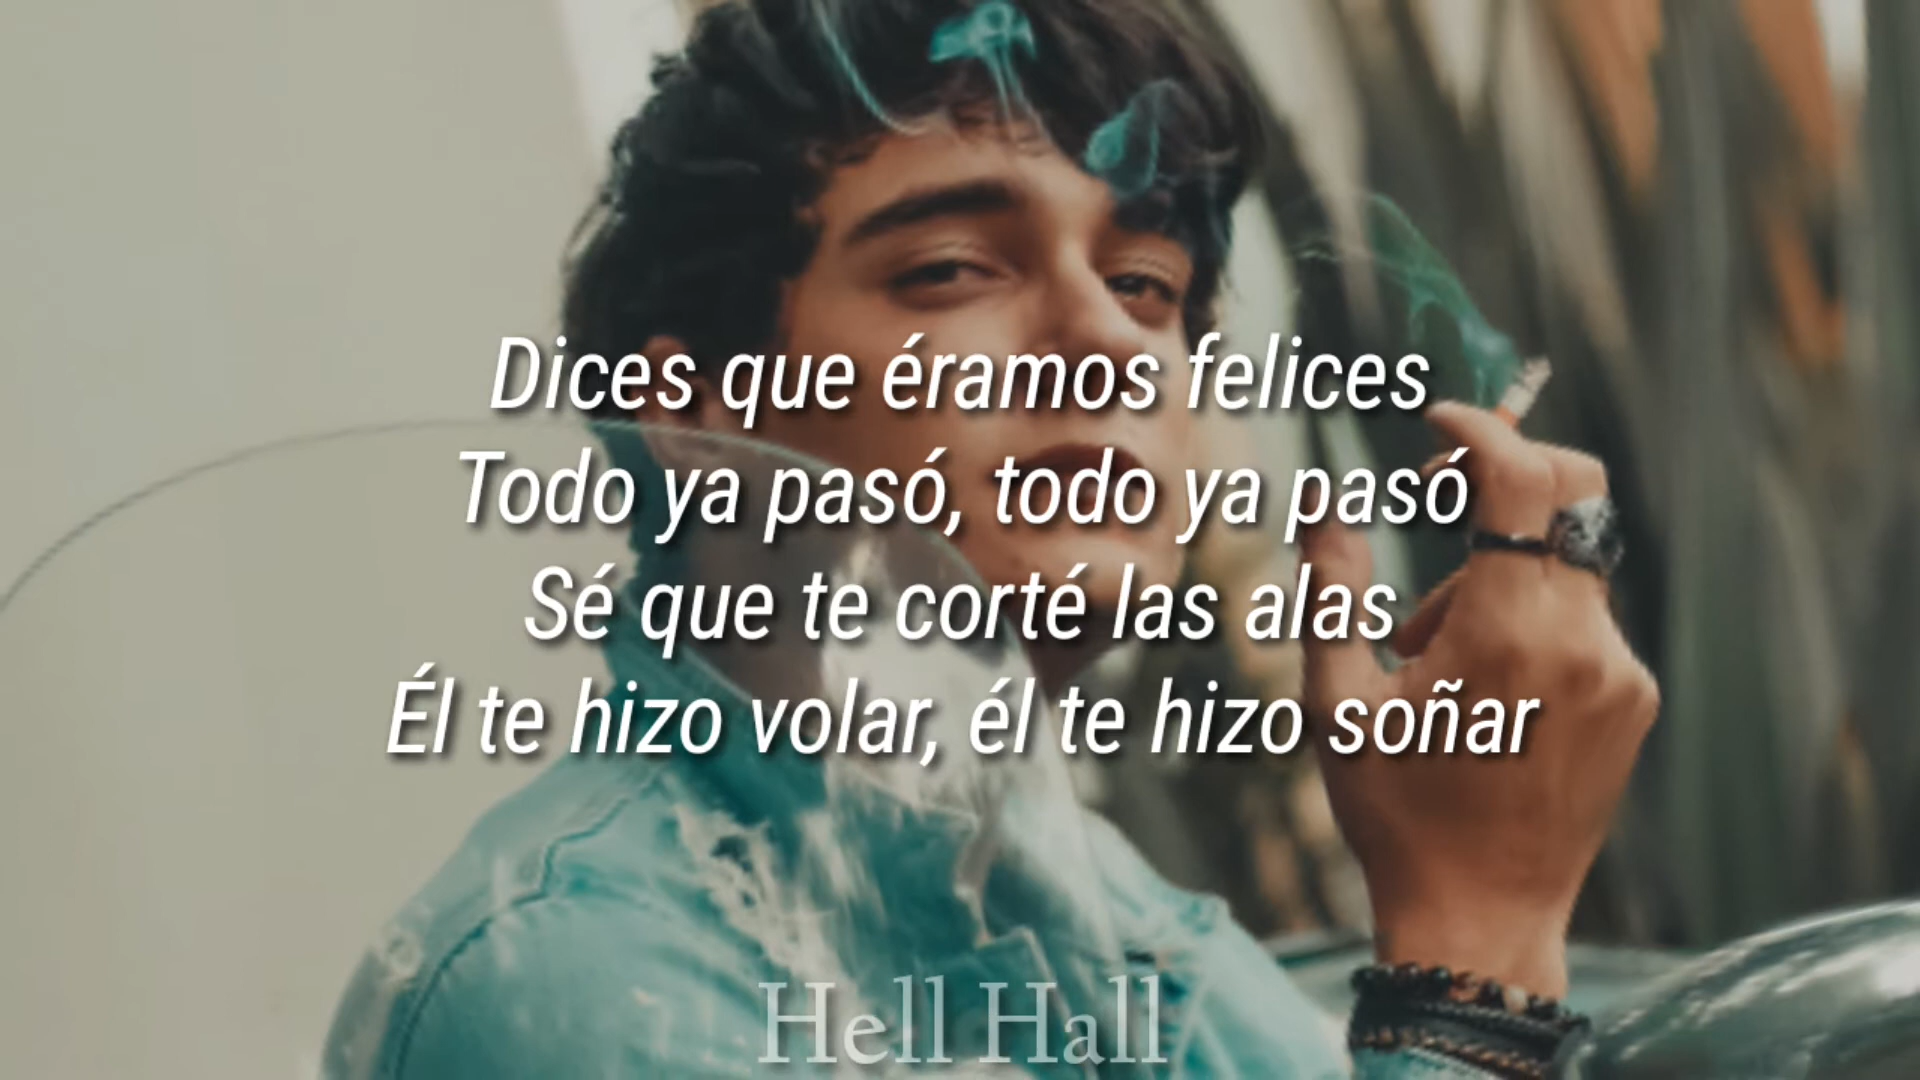 Dices que éramos felices
Todo ya pasó, todo ya pasó
Sé que te corté las alas
Él te hizo volar, él te hizo soñar
Hell Hall